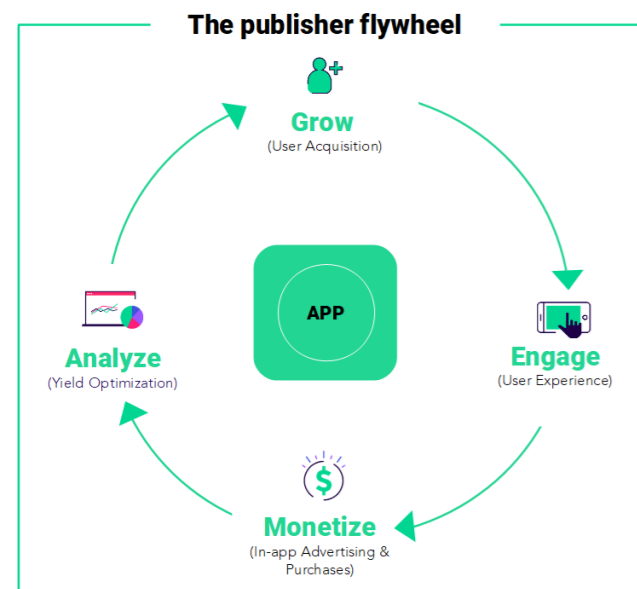 The publisher flywheel
Grow
(User Acquisition)
APP
Engage
(User Experience)
Analyze
(Yield Optimization)
$
Monetize
(In-app Advertising &
Purchases)